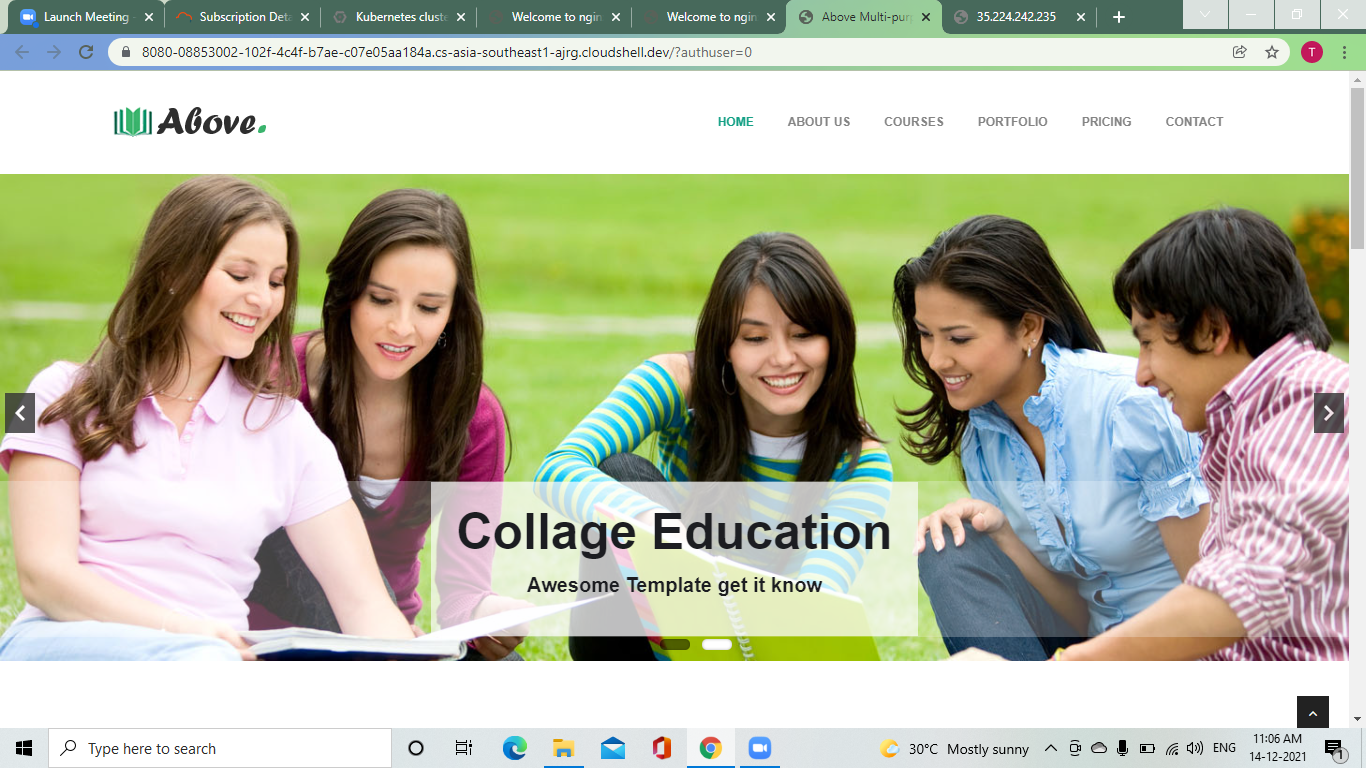 Launch Meeting -
Subscription Deta
Kubernetes cluste
Welcome to ngin
Welcome to ngin
Above Multi-pur
35.224.242.235
8080-08853002-102f-4c4f-b7ae-c07e05aa184a.cs-asia-southeast1-ajrg.cloudshell.dev/?authuser=0
T
Above.
HOME ABOUT US COURSES PORTFOLIO PRICING CONTACT
Collage Education
Awesome Template get it know
Type here to search
30°C Mostly sunny
ENG
11:06 AM
14-12-2021
1